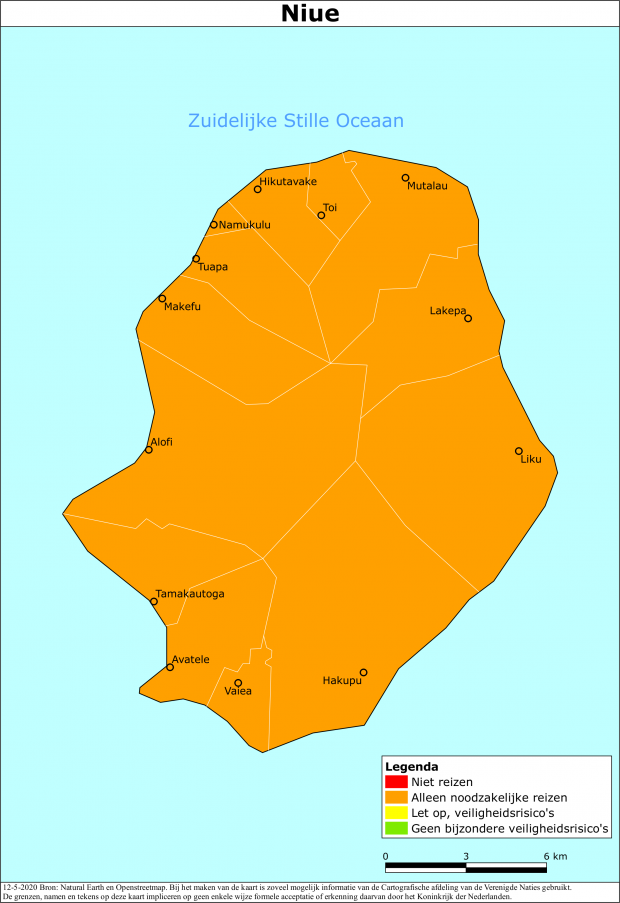 Niue
Zuidelijke Stille Oceaan
Hikutavake
Mutalau
Toi
Namukulu
Tuapa
Makefu
Lakepa
Alofi
Liku
Tamakautoga
Avatele
Hakupu
Vaiea
Legenda
Niet reizen
Alleen noodzakelijke reizen
Let op, veiligheidsrisico's
Geen bijzondere veiligheidsrisico's
0 3 6 km
12-5-2020 Bron: Natural Earth en Openstreetmap. Bij het maken van de kaart is zoveel mogelijk informatie van de Cartografische afdeling van de Verenigde Naties gebruikt.
De grenzen, namen en tekens op deze kaart impliceren op geen enkele wijze formele acceptatie of erkenning daarvan door het Koninkrijk der Nederlanden.